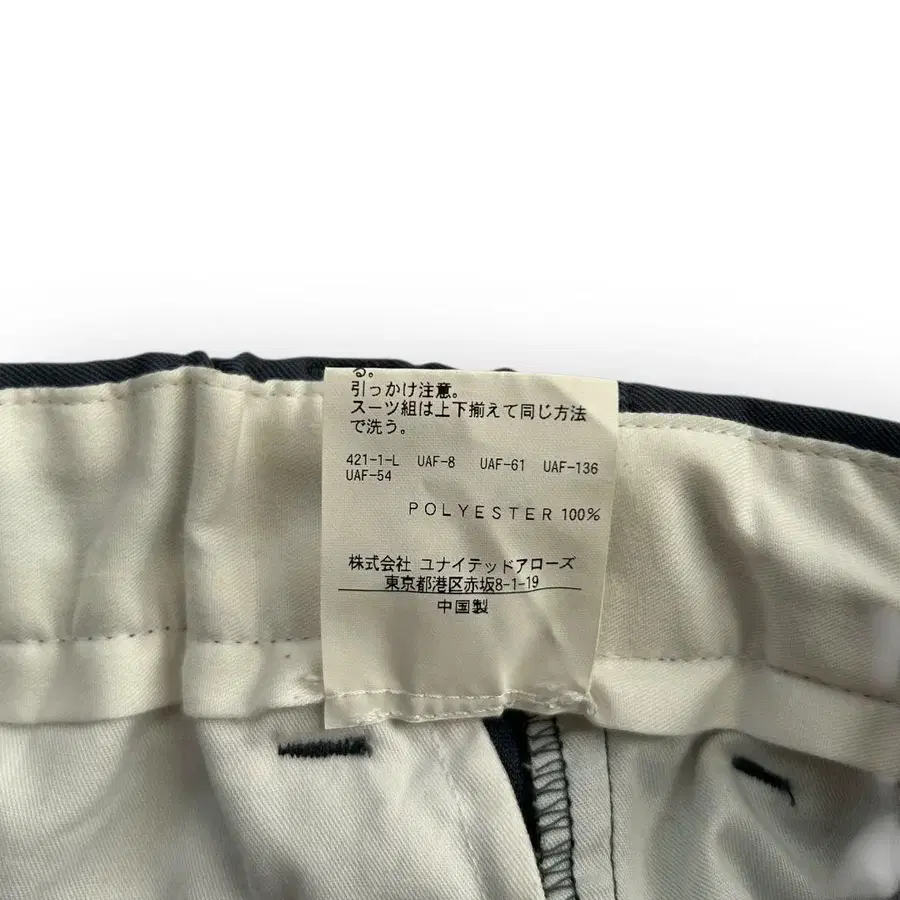 る。
引っかけ注意。
スーツ組は上下揃えて同じ方法
で洗う。
421-1-L UAF-8 UAF-61 UAF-136
UAF-54
POLYESTER 100%
株式会社 ユナイテッドアローズ
東京都港区赤坂8-1-19
中国製